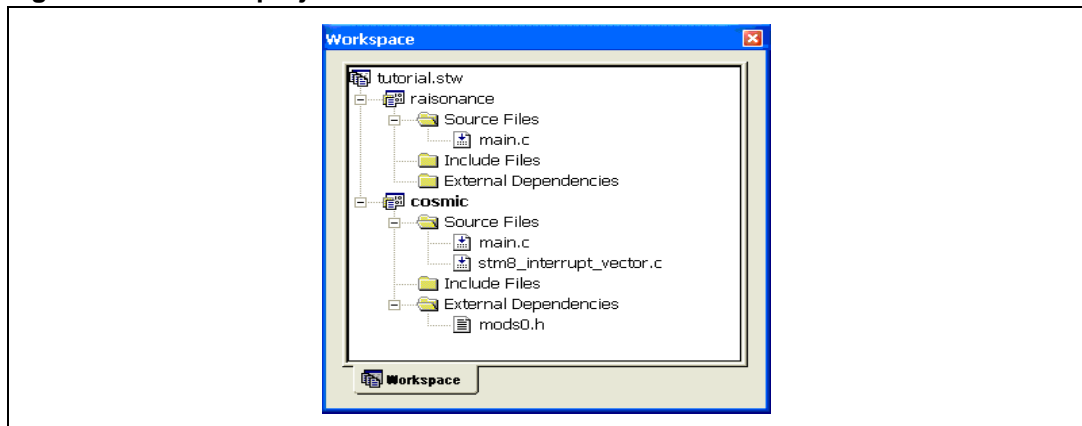 Workspace
tutorial.stw
raisonance
Source Files
main.c
Include Files
External Dependencies
cosmic
Source Files
main.c
stm8_interrupt_vector.c
Include Files
External Dependencies
mods0.h
Workspace